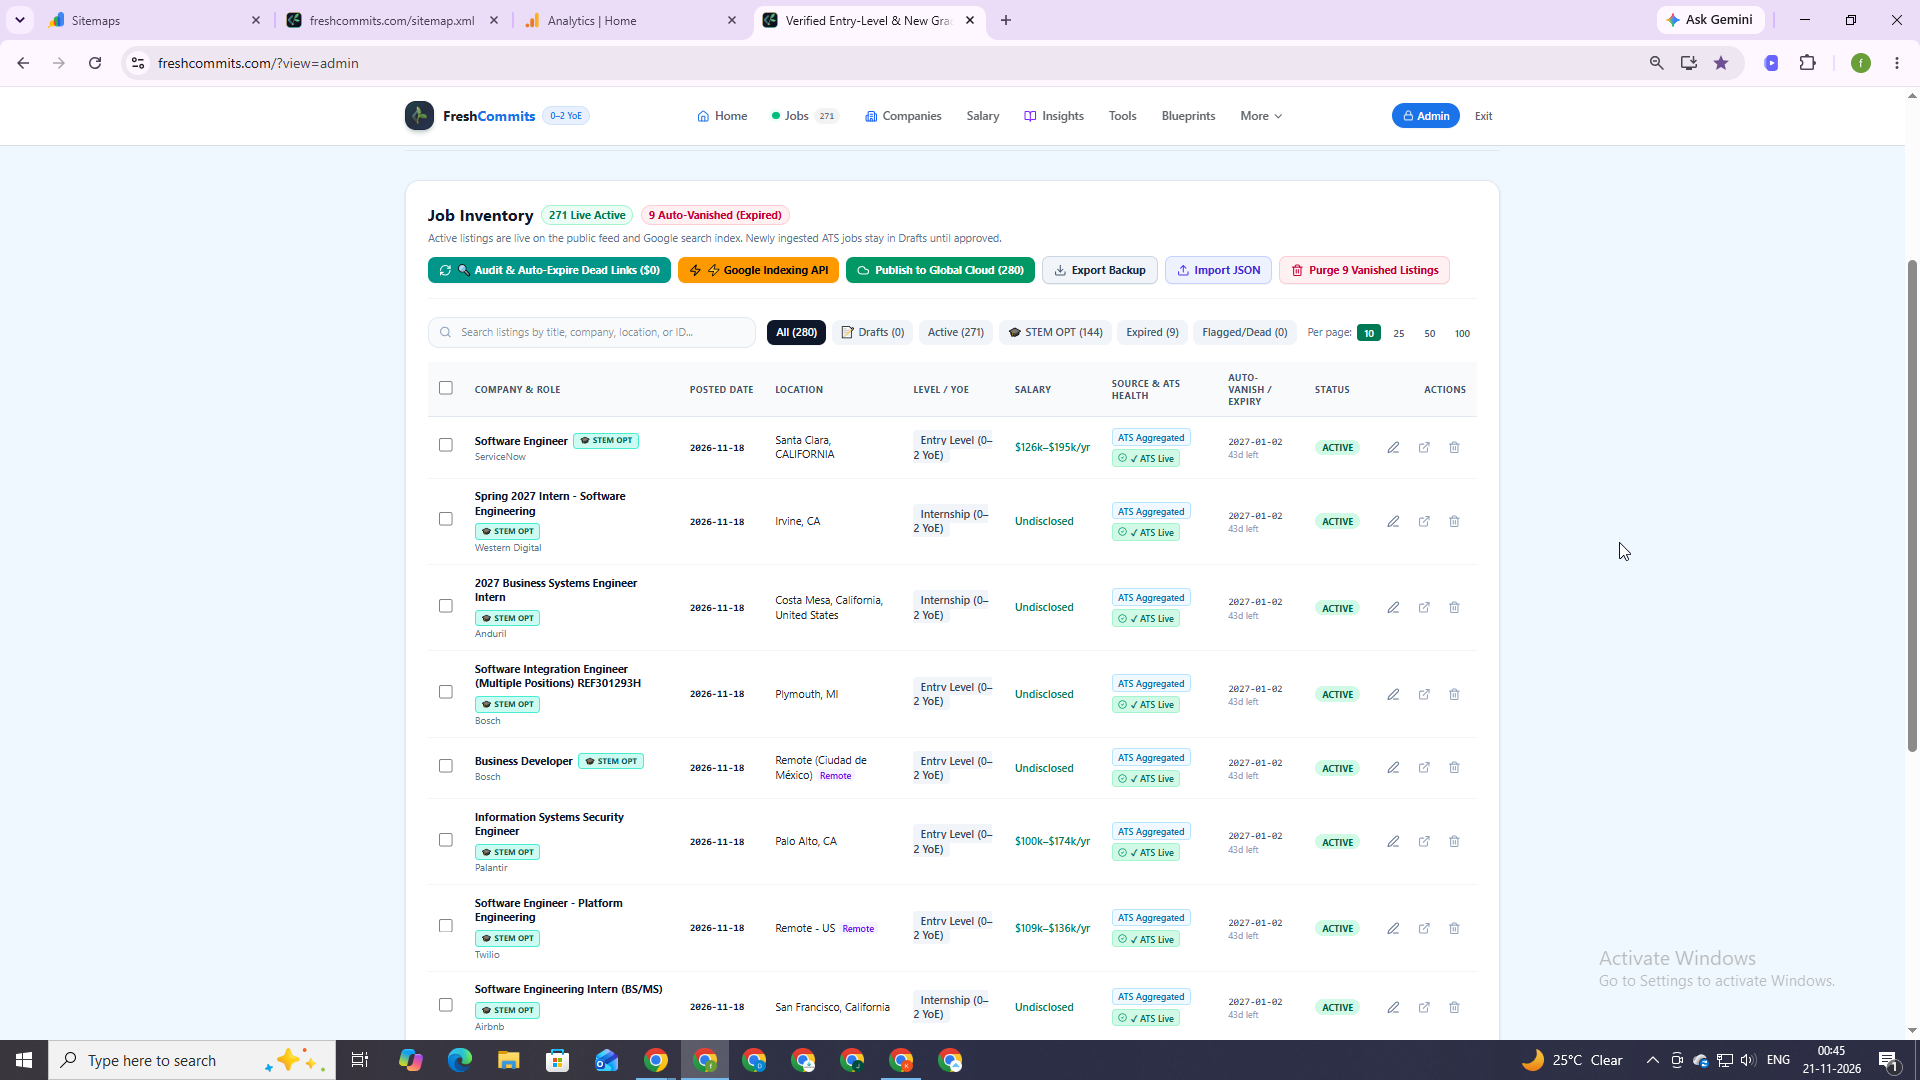 Sitemaps
freshcommits.com/sitemap.xml
Analytics | Home
Verified Entry-Level & New Gra
Ask Gemini
freshcommits.com/?view=admin
f
FreshCommits
0–2 YoE
Home
Jobs 271
Companies
Salary
Insights
Tools
Blueprints
More
Admin
Exit
Job Inventory
271 Live Active
9 Auto-Vanished (Expired)
Active listings are live on the public feed and Google search index. Newly ingested ATS jobs stay in Drafts until approved.
Audit & Auto-Expire Dead Links ($0)
Google Indexing API
Publish to Global Cloud (280)
Export Backup
Import JSON
Purge 9 Vanished Listings
Search listings by title, company, location, or ID...
All (280)
Drafts (0)
Active (271)
STEM OPT (144)
Expired (9)
Flagged/Dead (0)
Per page: 10 25 50 100
COMPANY & ROLE
POSTED DATE
LOCATION
LEVEL / YOE
SALARY
SOURCE & ATS
HEALTH
AUTO-
VANISH /
EXPIRY
STATUS
ACTIONS
Software Engineer STEM OPT
ServiceNow
2026-11-18
Santa Clara,
CALIFORNIA
Entry Level (0–
2 YoE)
$126k–$195k/yr
ATS Aggregated
✓ ATS Live
2027-01-02
43d left
ACTIVE
Spring 2027 Intern - Software
Engineering
STEM OPT
Western Digital
2026-11-18
Irvine, CA
Internship (0–
2 YoE)
Undisclosed
ATS Aggregated
✓ ATS Live
2027-01-02
43d left
ACTIVE
2027 Business Systems Engineer
Intern
STEM OPT
Anduril
2026-11-18
Costa Mesa, California,
United States
Internship (0–
2 YoE)
Undisclosed
ATS Aggregated
✓ ATS Live
2027-01-02
43d left
ACTIVE
Software Integration Engineer
(Multiple Positions) REF301293H
STEM OPT
Bosch
2026-11-18
Plymouth, MI
Entry Level (0–
2 YoE)
Undisclosed
ATS Aggregated
✓ ATS Live
2027-01-02
43d left
ACTIVE
Business Developer STEM OPT
Bosch
2026-11-18
Remote (Ciudad de
México) Remote
Entry Level (0–
2 YoE)
Undisclosed
ATS Aggregated
✓ ATS Live
2027-01-02
43d left
ACTIVE
Information Systems Security
Engineer
STEM OPT
Palantir
2026-11-18
Palo Alto, CA
Entry Level (0–
2 YoE)
$100k–$174k/yr
ATS Aggregated
✓ ATS Live
2027-01-02
43d left
ACTIVE
Software Engineer - Platform
Engineering
STEM OPT
Twilio
2026-11-18
Remote - US Remote
Entry Level (0–
2 YoE)
$109k–$136k/yr
ATS Aggregated
✓ ATS Live
2027-01-02
43d left
ACTIVE
Software Engineering Intern (BS/MS)
STEM OPT
Airbnb
2026-11-18
San Francisco, California
Internship (0–
2 YoE)
Undisclosed
ATS Aggregated
✓ ATS Live
2027-01-02
43d left
ACTIVE
Activate Windows
Go to Settings to activate Windows.
Type here to search
25°C Clear
ENG
00:45
21-11-2026
1